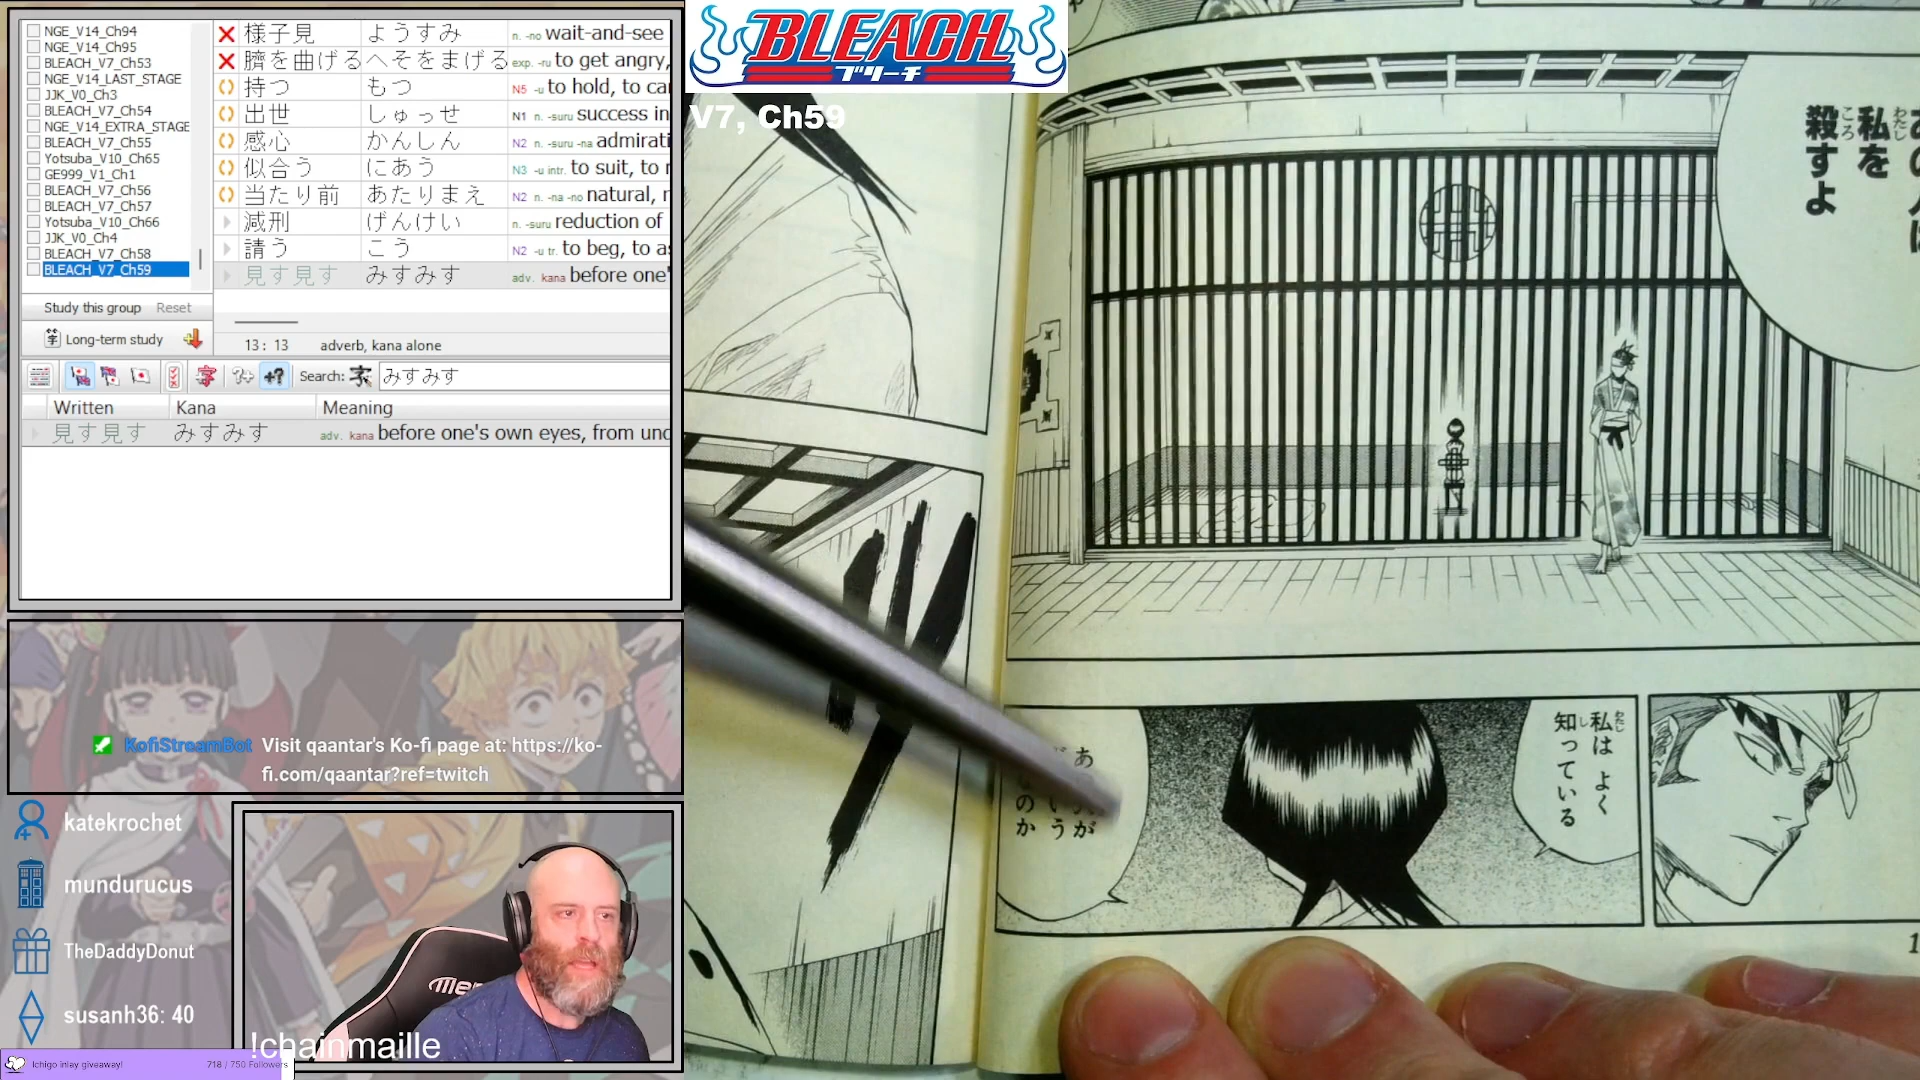 NGE_V14_Ch94
NGE_V14_Ch95
BLEACH_V7_Ch53
NGE_V14_LAST_STAGE
JJK_V0_Ch3
BLEACH_V7_Ch54
NGE_V14_EXTRA_STAGE
BLEACH_V7_Ch55
Yotsuba_V10_Ch65
GE999_V1_Ch1
BLEACH_V7_Ch56
BLEACH_V7_Ch57
Yotsuba_V10_Ch66
JJK_V0_Ch4
BLEACH_V7_Ch58
BLEACH_V7_Ch59
Study this group Reset
Long-term study
様子見 ようすみ n. -no wait-and-see
臍を曲げる へそをまげる exp. -ru to get angry,
持つ もつ N5 -u to hold, to ca
出世 しゅっせ N1 n. -suru success in
感心 かんしん N2 n. -suru -na admirati
似合う にあう N3 -u intr. to suit, to
当たり前 あたりまえ N2 n. -na -no natural,
減刑 げんけい n. -suru reduction of
請う こう N2 -u tr. to beg, to a
見す見す みすみす adv. kana before one'
13: 13 adverb, kana alone
Search: みすみす
Written Kana Meaning
見す見す みすみす adv. kana before one's own eyes, from und
KofiStreamBot Visit qaantar's Ko-fi page at: https://ko-
fi.com/qaantar?ref=twitch
katekrochet
mundurucus
TheDaddyDonut
susanh36: 40
Ichigo inlay giveaway! 718 / 750 Followers
!chainmaille
BLEACH
ブリーチ
V7, Ch59
私を
殺すよ
私は よく
知っている